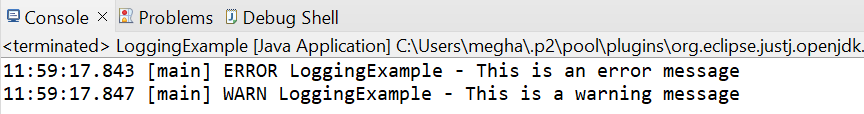 Console Problems Debug Shell
<terminated> LoggingExample [Java Application] C:\Users\megha\.p2\pool\plugins\org.eclipse.justj.openjdk.
11:59:17.843 [main] ERROR LoggingExample - This is an error message
11:59:17.847 [main] WARN LoggingExample - This is a warning message